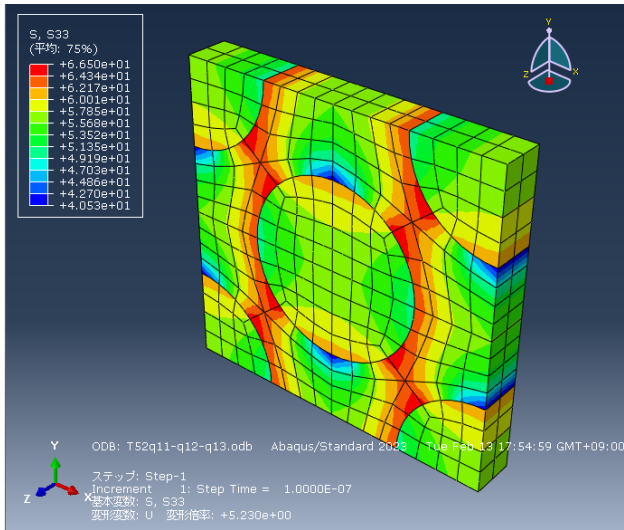 S, S33
(平均: 75%)
+6.650e+01
+6.434e+01
+6.217e+01
+6.001e+01
+5.785e+01
+5.568e+01
+5.352e+01
+5.135e+01
+4.919e+01
+4.703e+01
+4.486e+01
+4.270e+01
+4.053e+01
Y
X
Y
Z
X
ODB: T52q11-q12-q13.odb Abaqus/Standard 2023 Tue Feb 13 17:54:59 GMT+09:00
ステップ: Step-1
Increment 1: Step Time = 1.0000E-07
基本変数: S, S33
変形変数: U 変形倍率: +5.230e+00